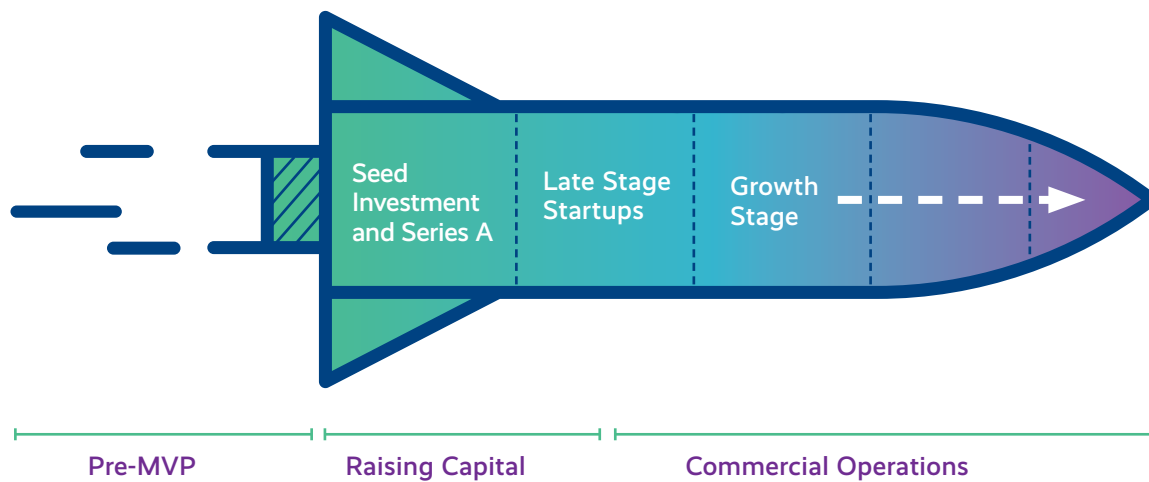 Seed
Investment
and Series A
Late Stage
Startups
Growth
Stage
Pre-MVP
Raising Capital
Commercial Operations